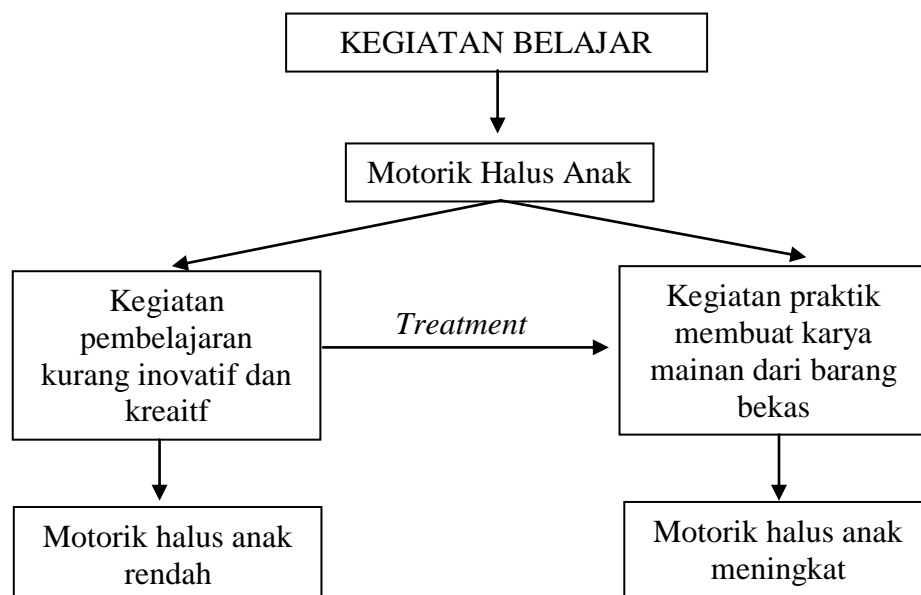 KEGIATAN BELAJAR
Motorik Halus Anak
Kegiatan
pembelajaran
kurang inovatif dan
kreaitf
Treatment
Kegiatan praktik
membuat karya
mainan dari barang
bekas
Motorik halus anak
rendah
Motorik halus anak
meningkat